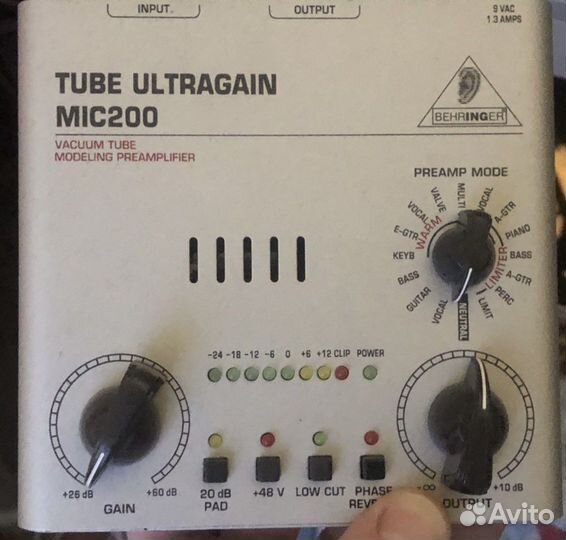 INPUT
OUTPUT
9 VAC
1.3 AMPS
TUBE ULTRAGAIN
MIC200
VACUUM TUBE
MODELING PREAMPLIFIER
BEHRINGER
PREAMP MODE
NEUTRAL
VOCAL
GUITAR
BASS
KEYB
E-GTR
VOCAL
VALVE
MULTI
VOCAL
A-GTR
PIANO
BASS
A-GTR
PERC
LIMIT
WARM
LIMITER
-24 -18 -12 -6 0 +6 +12 CLIP POWER
+26 dB +60 dB
GAIN
20 dB
PAD
+48 V
LOW CUT
PHASE
-∞ +10 dB
OUTPUT
Avito